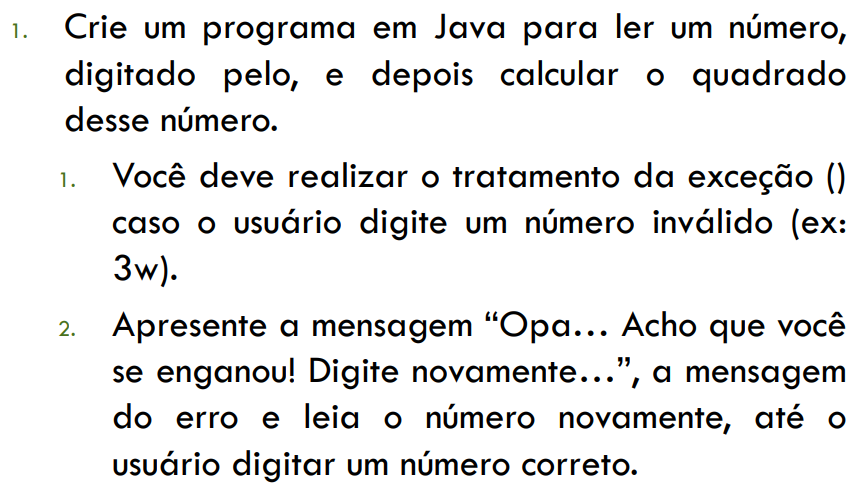 1. Crie um programa em Java para ler um número,
digitado pelo, e depois calcular o quadrado
desse número.
1. Você deve realizar o tratamento da exceção ()
caso o usuário digite um número inválido (ex:
3w).
2. Apresente a mensagem “Opa… Acho que você
se enganou! Digite novamente…”, a mensagem
do erro e leia o número novamente, até o
usuário digitar um número correto.